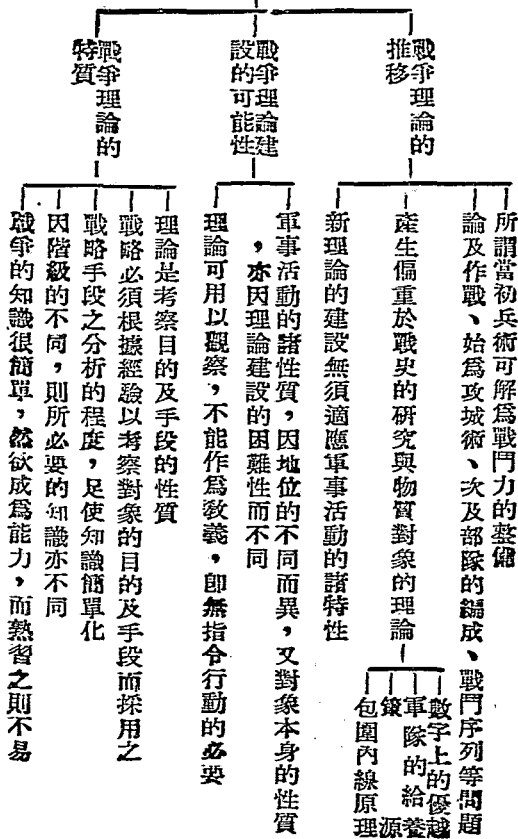 戰爭理論的
推移
所謂當初兵術可解爲戰鬥力的整備
論及作戰、始爲攻城術、次及部隊的編成、戰鬥序列等問題
產生偏重於戰史的研究與物質對象的理論
數字上的優越
軍隊的給養
源
包圍內線原理
新理論的建設無須適應軍事活動的諸特性
戰爭理論建
設的可能性
軍事活動的諸性質,因地位的不同而異,又對象本身的性質
,亦因理論建設的困難性而不同
理論可用以觀察,不能作爲敎義,卽無指令行動的必要
戰爭理論的
特質
理論是考察目的及手段的性質
戰略必須根據經驗以考察對象的目的及手段而採用之
戰略手段之分析的程度,足使知識簡單化
因階級的不同,則所必要的知識亦不同
戰爭的知識很簡單,然欲成爲能力,而熟習之則不易